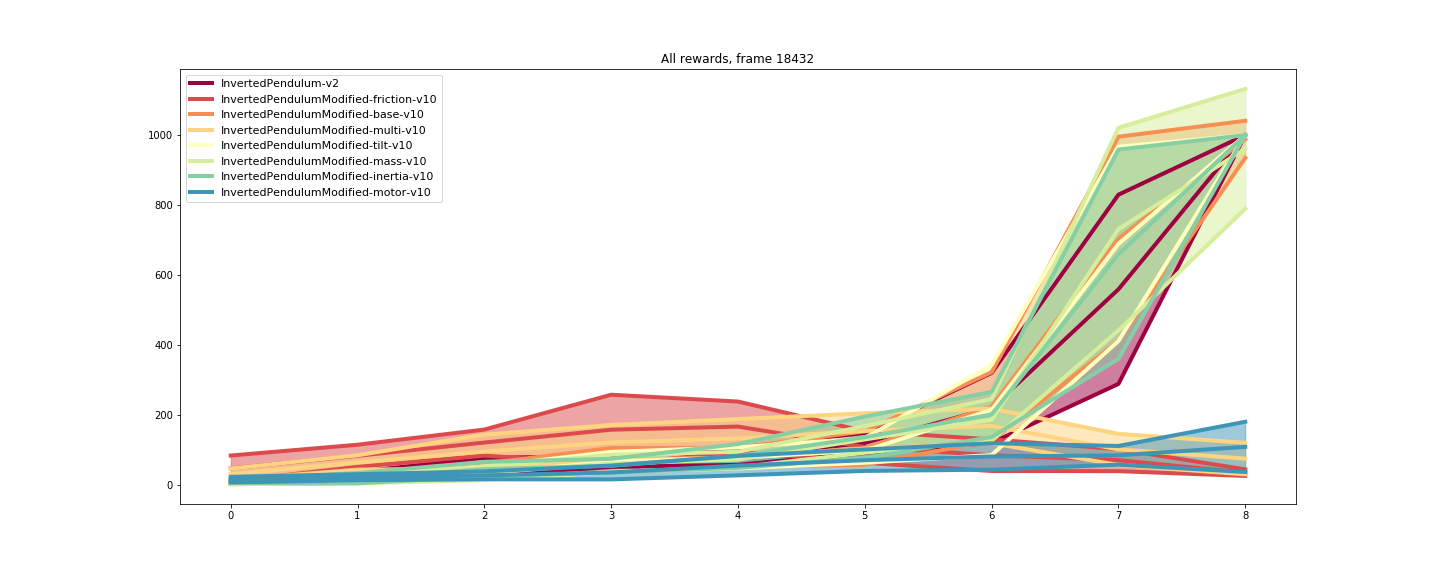 All rewards, frame 18432
InvertedPendulum-v2
InvertedPendulumModified-friction-v10
InvertedPendulumModified-base-v10
InvertedPendulumModified-multi-v10
InvertedPendulumModified-tilt-v10
InvertedPendulumModified-mass-v10
InvertedPendulumModified-inertia-v10
InvertedPendulumModified-motor-v10
1000
800
600
400
200
0
0 1 2 3 4 5 6 7 8